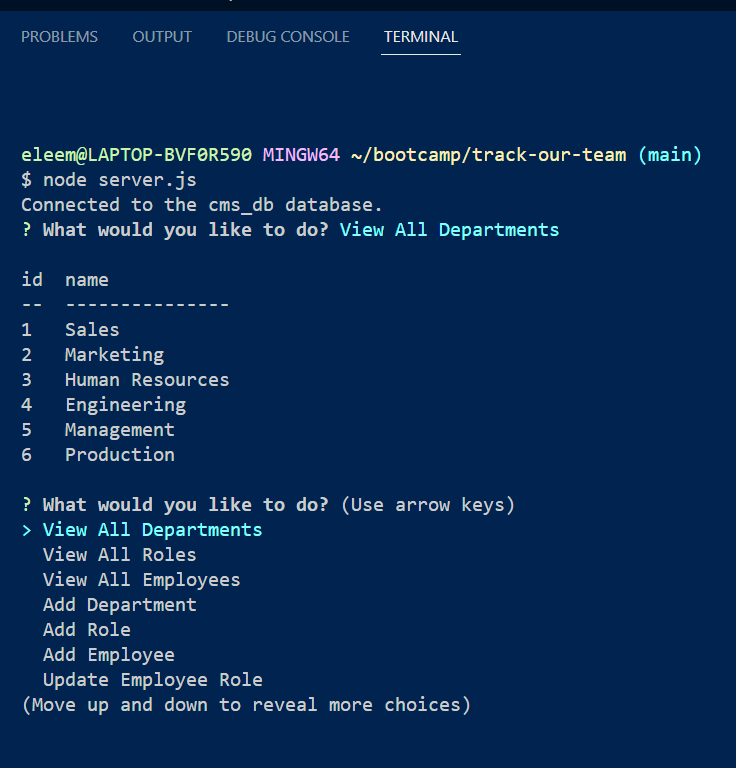 PROBLEMS OUTPUT DEBUG CONSOLE TERMINAL
eleem@LAPTOP-BVF0R590 MINGW64 ~/bootcamp/track-our-team (main)
$ node server.js
Connected to the cms_db database.
? What would you like to do? View All Departments
id  name
--  ---------------
1   Sales
2   Marketing
3   Human Resources
4   Engineering
5   Management
6   Production
? What would you like to do? (Use arrow keys)
> View All Departments
  View All Roles
  View All Employees
  Add Department
  Add Role
  Add Employee
  Update Employee Role
(Move up and down to reveal more choices)